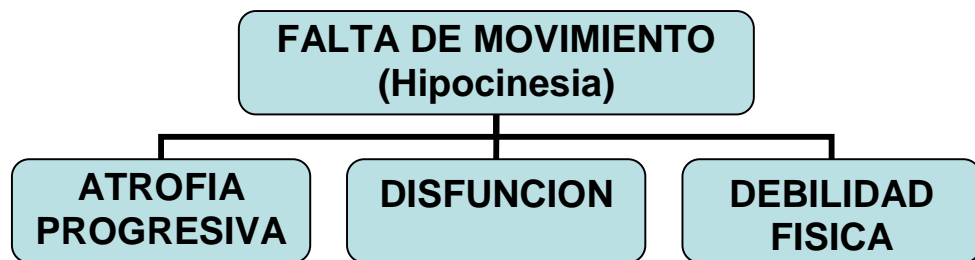 FALTA DE MOVIMIENTO
(Hipocinesia)
ATROFIA
PROGRESIVA
DISFUNCION
DEBILIDAD
FISICA